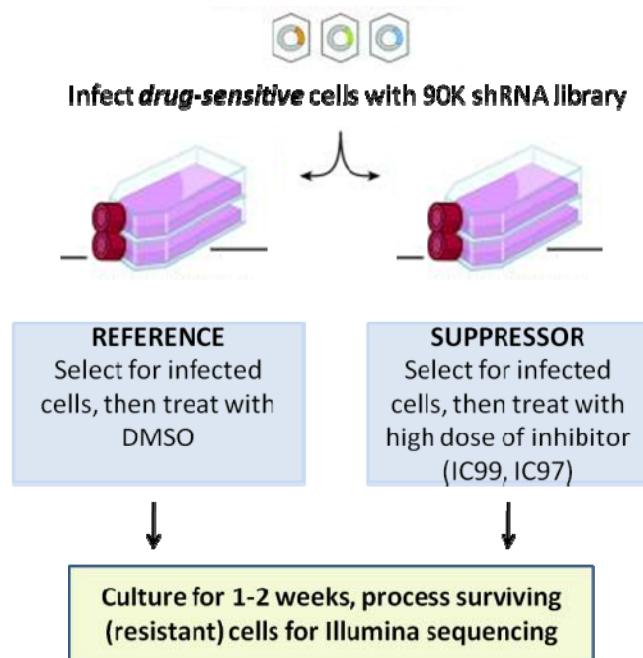 Infect drug-sensitive cells with 90K shRNA library
REFERENCE
Select for infected
cells, then treat with
DMSO
SUPPRESSOR
Select for infected
cells, then treat with
high dose of inhibitor
(IC99, IC97)
Culture for 1-2 weeks, process surviving
(resistant) cells for Illumina sequencing